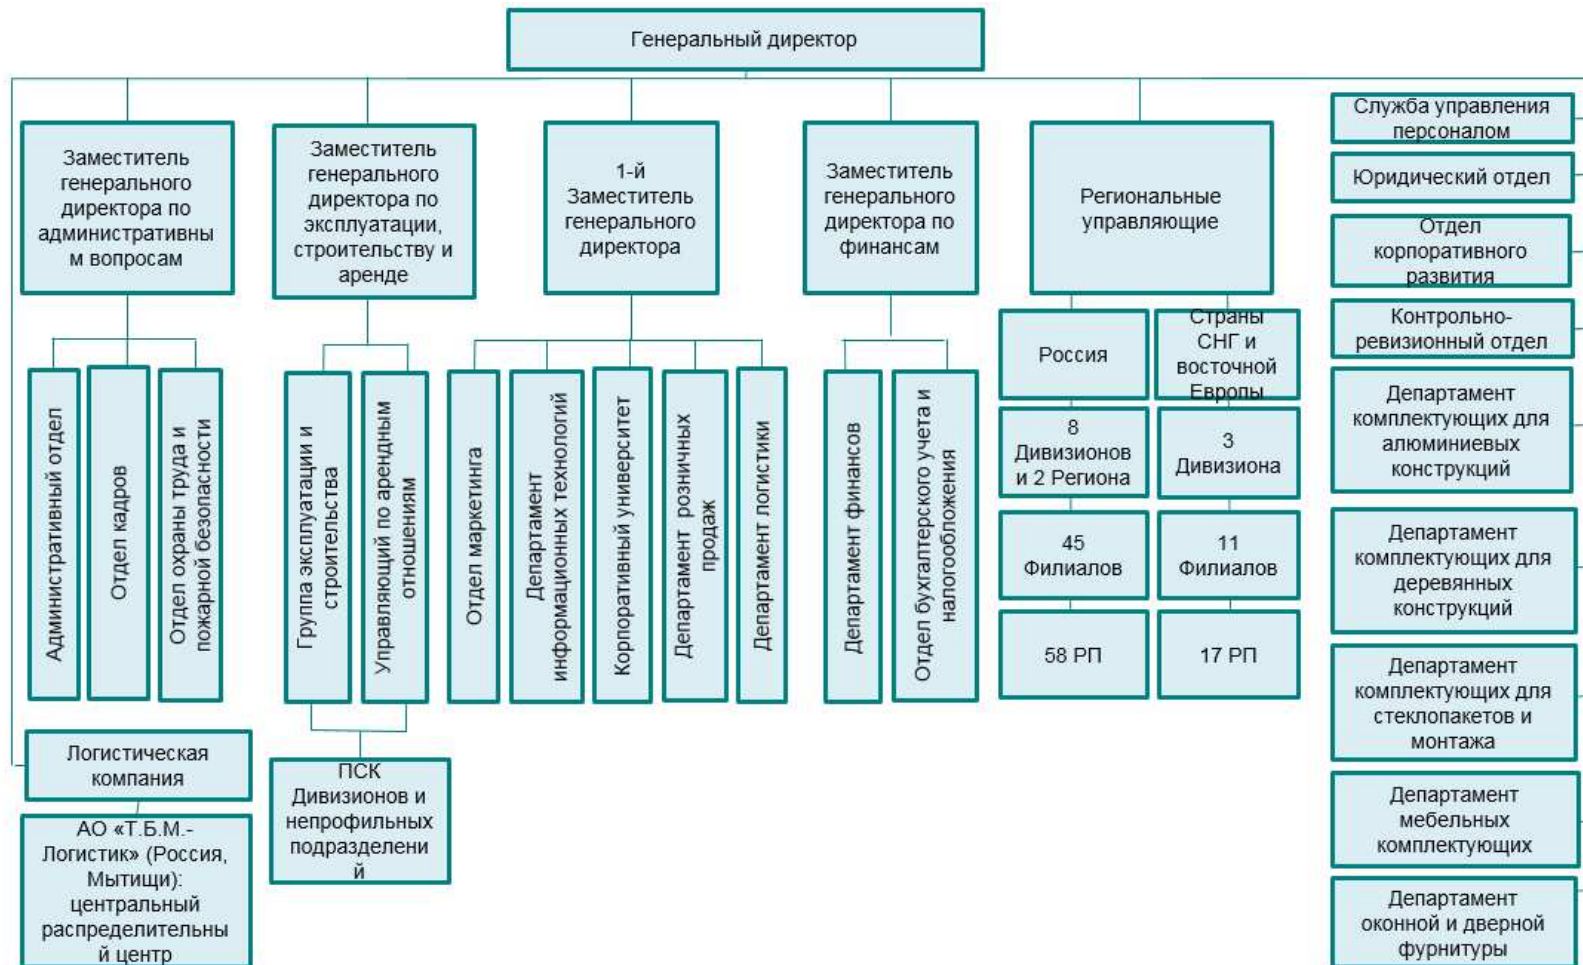 Генеральный директор
Заместитель
генерального
директора по
административны
м вопросам
Заместитель
генерального
директора по
эксплуатации,
строительству и
аренде
1-й
Заместитель
генерального
директора
Заместитель
генерального
директора по
финансам
Региональные
управляющие
Административный отдел
Отдел кадров
Отдел охраны труда и
пожарной безопасности
Группа эксплуатации и
строительства
Управляющий по арендным
отношениям
Отдел маркетинга
Департамент
информационных технологий
Корпоративный университет
Департамент розничных
продаж
Департамент логистики
Департамент финансов
Отдел бухгалтерского учета и
налогообложения
Россия
8
Дивизионов
и 2 Региона
45
Филиалов
58 РП
Страны
СНГ и
восточной
Европы
3
Дивизиона
11
Филиалов
17 РП
Логистическая
компания
АО «Т.Б.М.-
Логистик» (Россия,
Мытищи):
центральный
распределительны
й центр
ПСК
Дивизионов и
непрофильных
подразделени
й
Служба управления
персоналом
Юридический отдел
Отдел
корпоративного
развития
Контрольно-
ревизионный отдел
Департамент
комплектующих для
алюминиевых
конструкций
Департамент
комплектующих для
деревянных
конструкций
Департамент
комплектующих для
стеклопакетов и
монтажа
Департамент
мебельных
комплектующих
Департамент
оконной и дверной
фурнитуры